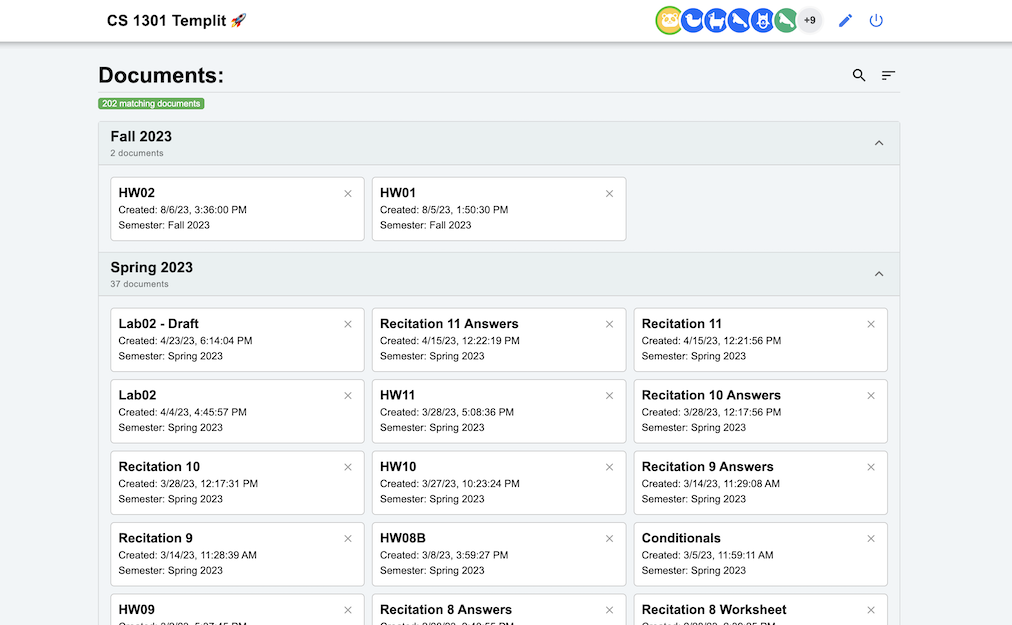 CS 1301 Templit 🚀
+9
Documents:
202 matching documents
Fall 2023
2 documents
HW02
Created: 8/6/23, 3:36:00 PM
Semester: Fall 2023
HW01
Created: 8/5/23, 1:50:30 PM
Semester: Fall 2023
Spring 2023
37 documents
Lab02 - Draft
Created: 4/23/23, 6:14:04 PM
Semester: Spring 2023
Recitation 11 Answers
Created: 4/15/23, 12:22:19 PM
Semester: Spring 2023
Recitation 11
Created: 4/15/23, 12:21:56 PM
Semester: Spring 2023
Lab02
Created: 4/4/23, 4:45:57 PM
Semester: Spring 2023
HW11
Created: 3/28/23, 5:08:36 PM
Semester: Spring 2023
Recitation 10 Answers
Created: 3/28/23, 12:17:56 PM
Semester: Spring 2023
Recitation 10
Created: 3/28/23, 12:17:31 PM
Semester: Spring 2023
HW10
Created: 3/27/23, 10:23:24 PM
Semester: Spring 2023
Recitation 9 Answers
Created: 3/14/23, 11:29:08 AM
Semester: Spring 2023
Recitation 9
Created: 3/14/23, 11:28:39 AM
Semester: Spring 2023
HW08B
Created: 3/8/23, 3:59:27 PM
Semester: Spring 2023
Conditionals
Created: 3/5/23, 11:59:11 AM
Semester: Spring 2023
HW09
Recitation 8 Answers
Recitation 8 Worksheet